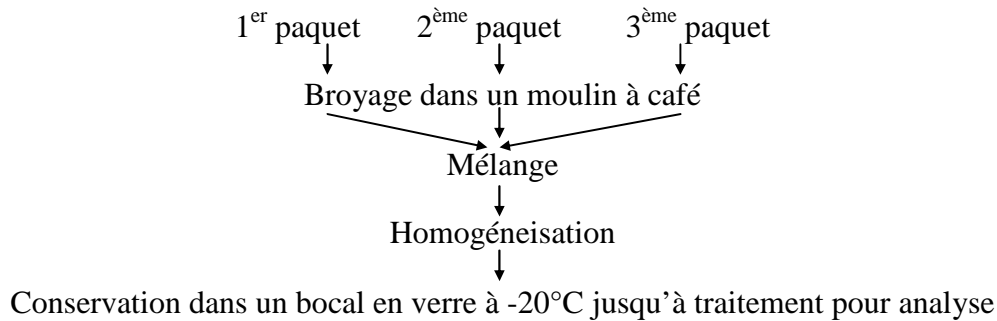 1er paquet 2ème paquet 3ème paquet
Broyage dans un moulin à café
Mélange
Homogéneisation
Conservation dans un bocal en verre à -20°C jusqu’à traitement pour analyse